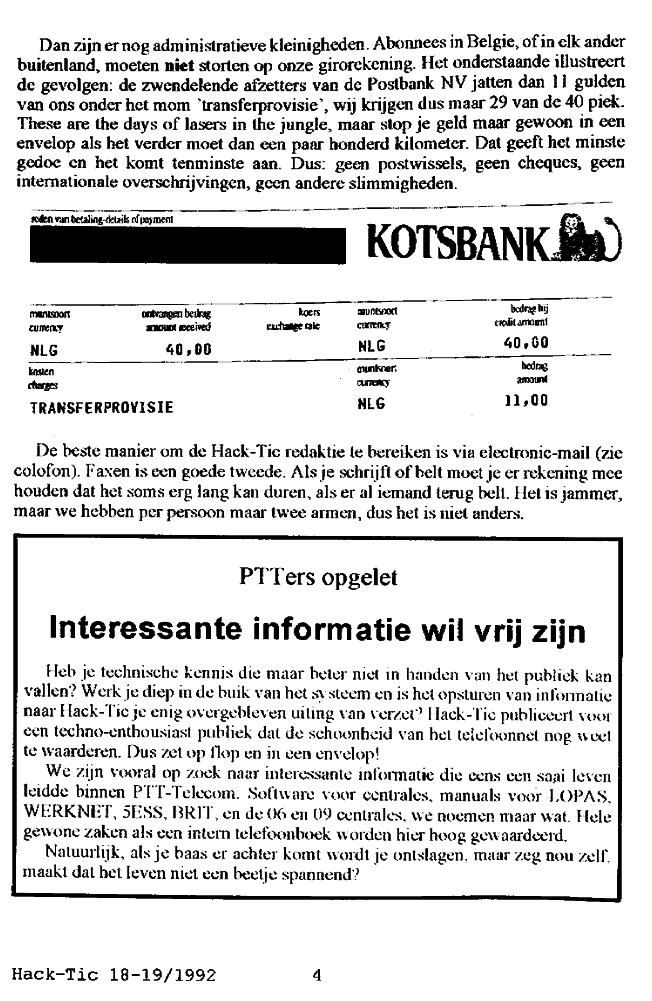 Dan zijn er nog administratieve kleinigheden. Abonnees in Belgie, of in elk ander
buitenland, moeten niet storten op onze girorekening. Het onderstaande illustreert
de gevolgen: de zwendelende afzetters van de Postbank NV jatten dan 11 gulden
van ons onder het mom `transferprovisie', wij krijgen dus maar 29 van de 40 piek.
These are the days of lasers in the jungle, maar stop je geld maar gewoon in een
envelop als het verder moet dan een paar honderd kilometer. Dat geeft het minste
gedoe en het komt tenminste aan. Dus: geen postwissels, geen cheques, geen
internationale overschrijvingen, geen andere slimmigheden.
reden van betaling-details of payment
KOTSBANK
muntsoort ontvangen bedrag koers muntsoort bedrag bij
currency amount received exchange rate currency credit amount
NLG 40,00 NLG 40,00
kosten muntsoort bedrag
charges currency amount
TRANSFERPROVISIE NLG 11,00
De beste manier om de Hack-Tic redaktie te bereiken is via electronic-mail (zie
colofon). Faxen is een goede tweede. Als je schrijft of belt moet je er rekening mee
houden dat het soms erg lang kan duren, als er al iemand terug belt. Het is jammer,
maar we hebben per persoon maar twee armen, dus het is niet anders.
PTTers opgelet
Interessante informatie wil vrij zijn
Heb je technische kennis die maar beter niet in handen van het publiek kan
vallen? Werk je diep in de buik van het systeem en is het opsturen van informatie
naar Hack-Tic je enig overgebleven uiting van verzet? Hack-Tic publiceert voor
een techno-enthousiast publiek dat de schoonheid van het telefoonnet nog weet
te waarderen. Dus zet op flop en in een envelop!
We zijn vooral op zoek naar interessante informatie die eens een saai leven
leidde binnen PTT-Telecom. Software voor centrales, manuals voor LOPAS,
WERKNET, 5ESS, BRIT, en de 06 en 09 centrales, we noemen maar wat. Hele
gewone zaken als een intern telefoonboek worden hier hoog gewaardeerd.
Natuurlijk, als je baas er achter komt wordt je ontslagen, maar zeg nou zelf,
maakt dat het leven niet een beetje spannend?
Hack-Tic 18-19/1992 4